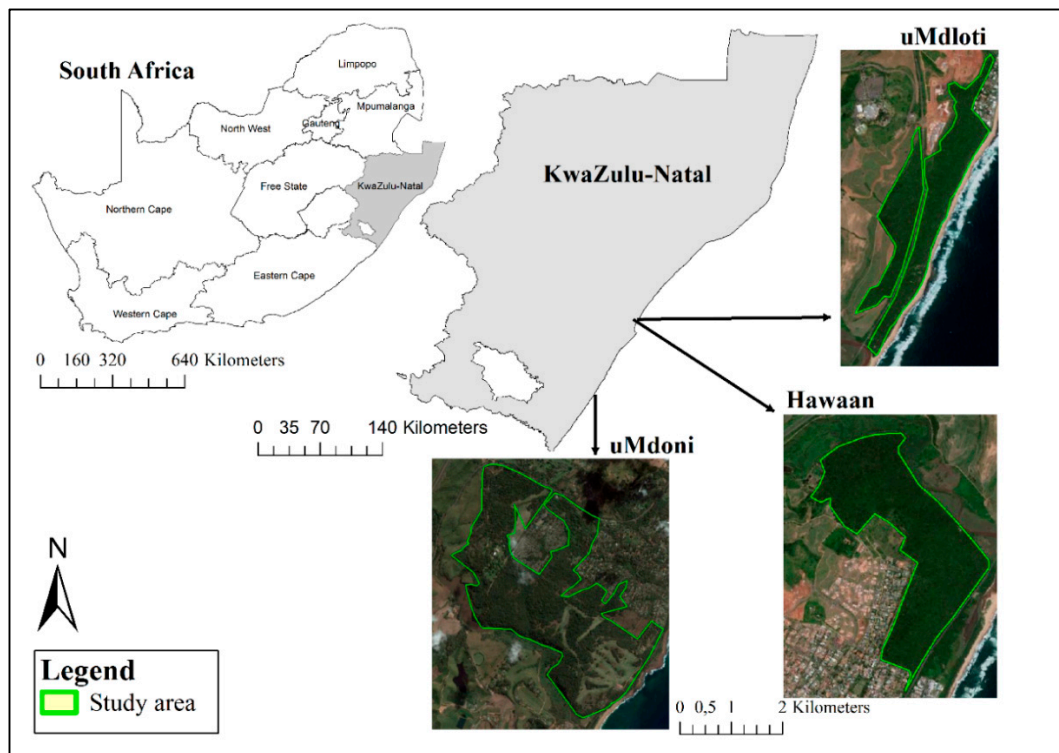 uMdloti
South Africa
Limpopo
Mpumalanga
North West
Gauteng
KwaZulu-Natal
Free State
KwaZulu-Natal
Northern Cape
Eastern Cape
Western Cape
0 160 320 640 Kilometers
Hawaan
0 35 70 140 Kilometers
uMdoni
N
Legend
Study area
0 0,5 1 2 Kilometers